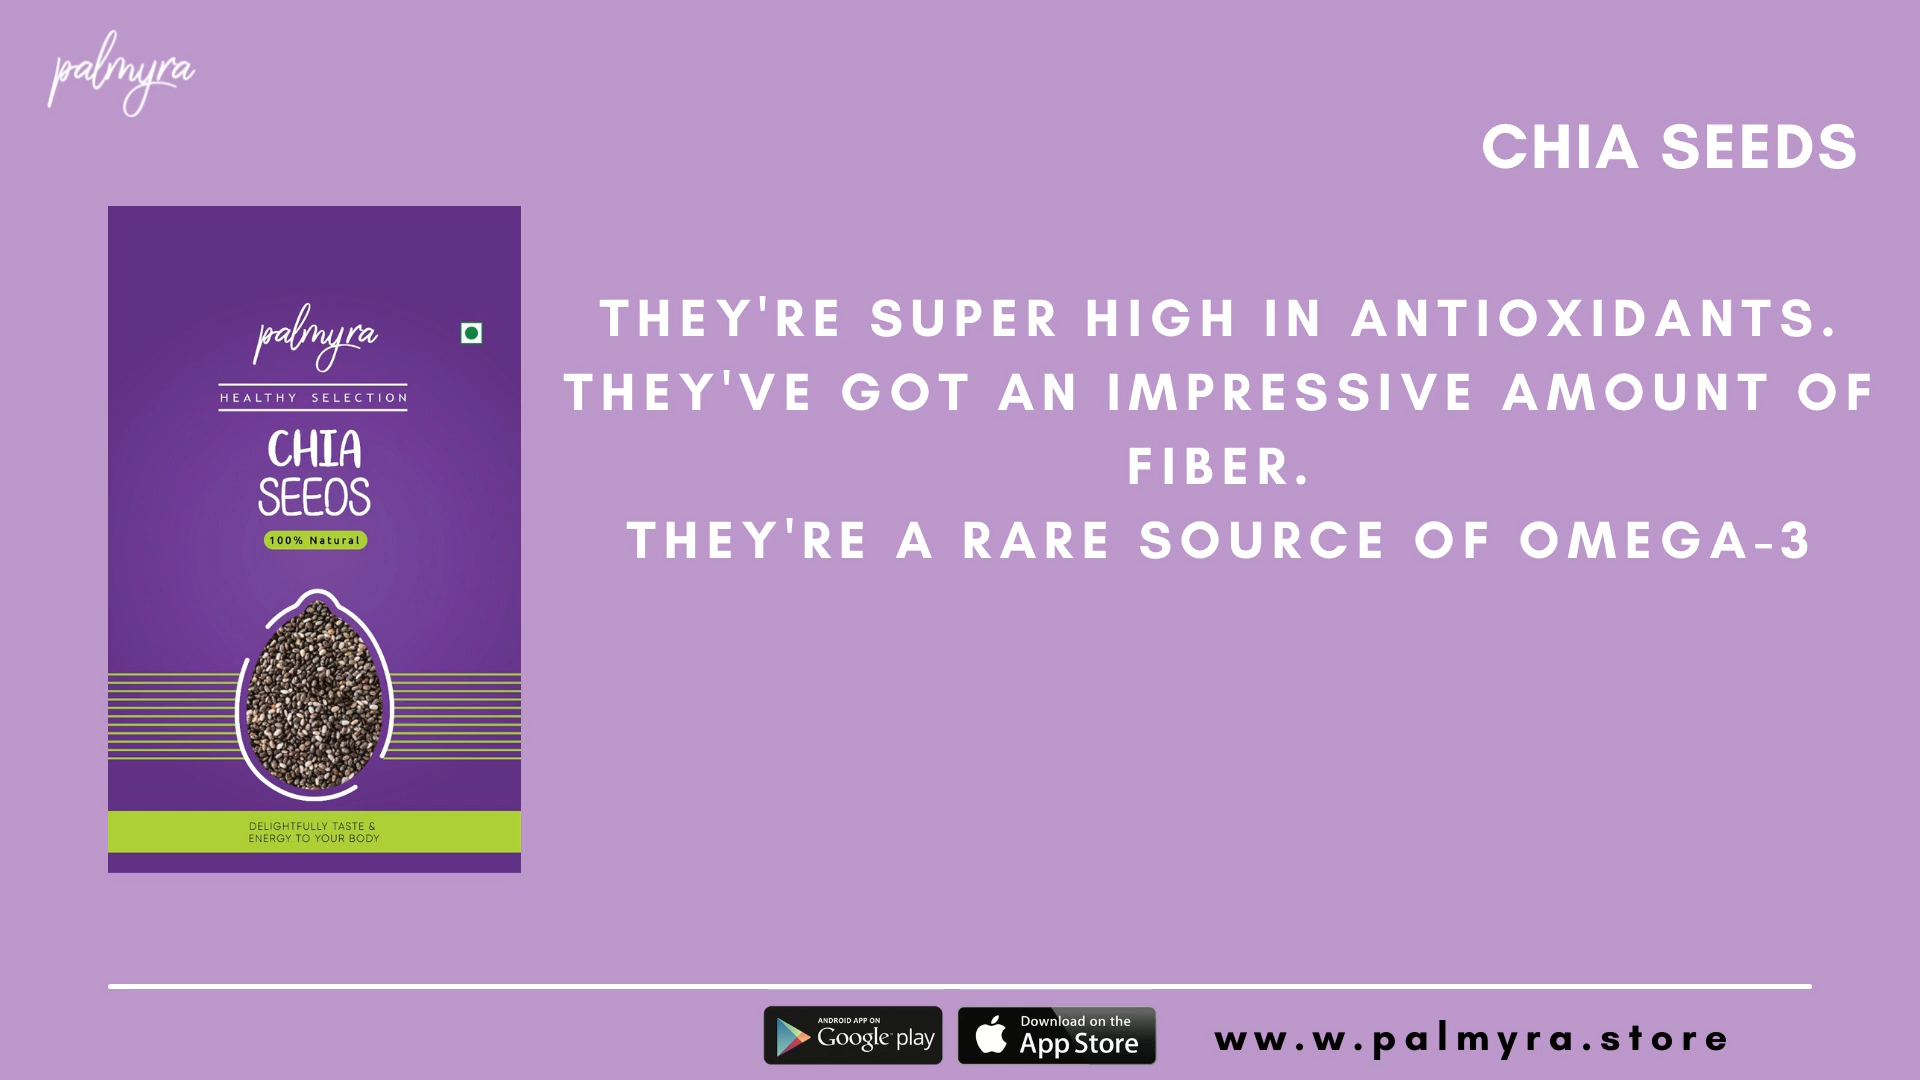 palmyra
CHIA SEEDS
palmyra
HEALTHY SELECTION
CHIA
SEEDS
100% Natural
DELIGHTFULLY TASTE &
ENERGY TO YOUR BODY
THEY'RE SUPER HIGH IN ANTIOXIDANTS.
THEY'VE GOT AN IMPRESSIVE AMOUNT OF
FIBER.
THEY'RE A RARE SOURCE OF OMEGA-3
ANDROID APP ON
Google play
Download on the
App Store
ww.w.palmyra.store